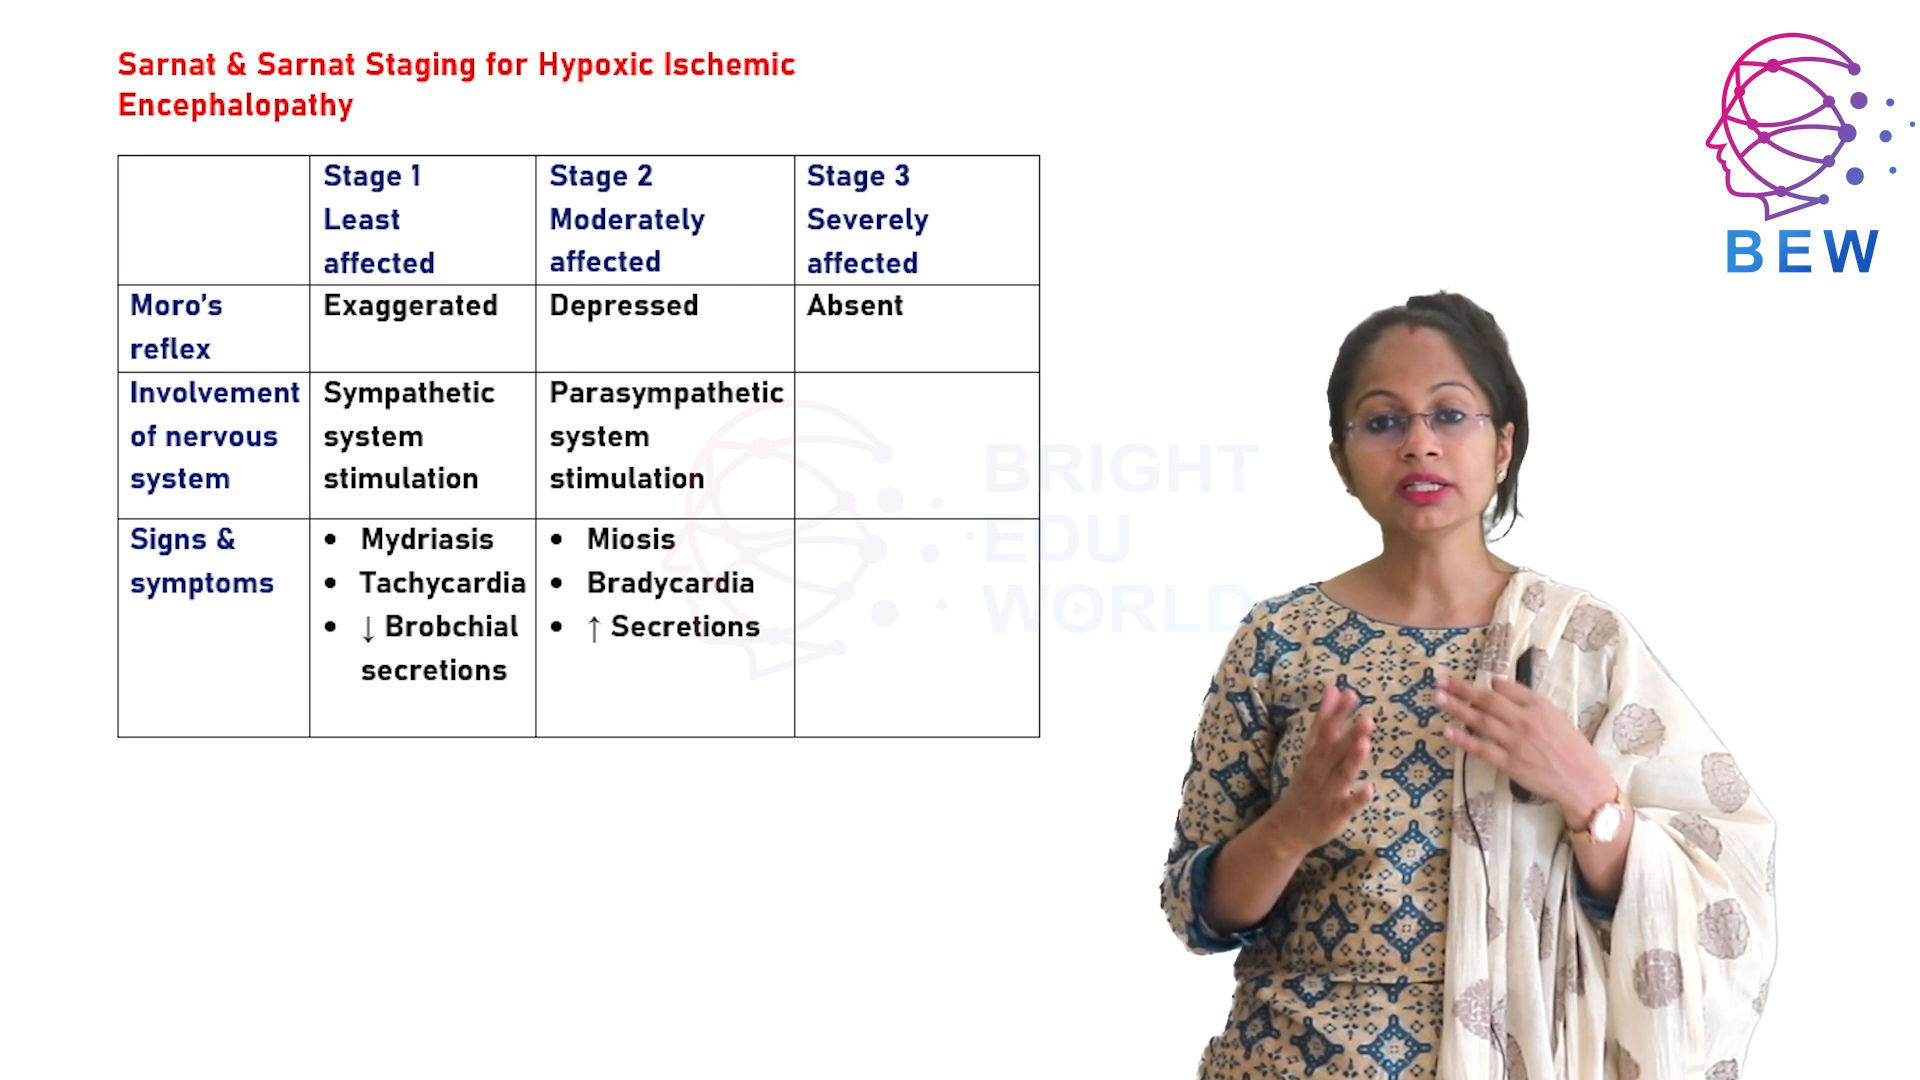 Sarnat & Sarnat Staging for Hypoxic Ischemic
Encephalopathy
Stage 1
Least
affected
Stage 2
Moderately
affected
Stage 3
Severely
affected
Moro's
reflex
Exaggerated
Depressed
Absent
Involvement
of nervous
system
Sympathetic
system
stimulation
Parasympathetic
system
stimulation
Signs &
symptoms
• Mydriasis
• Tachycardia
• ↓ Brobchial
secretions
• Miosis
• Bradycardia
• ↑ Secretions
BRIGHT
EDU
WORLD
BEW